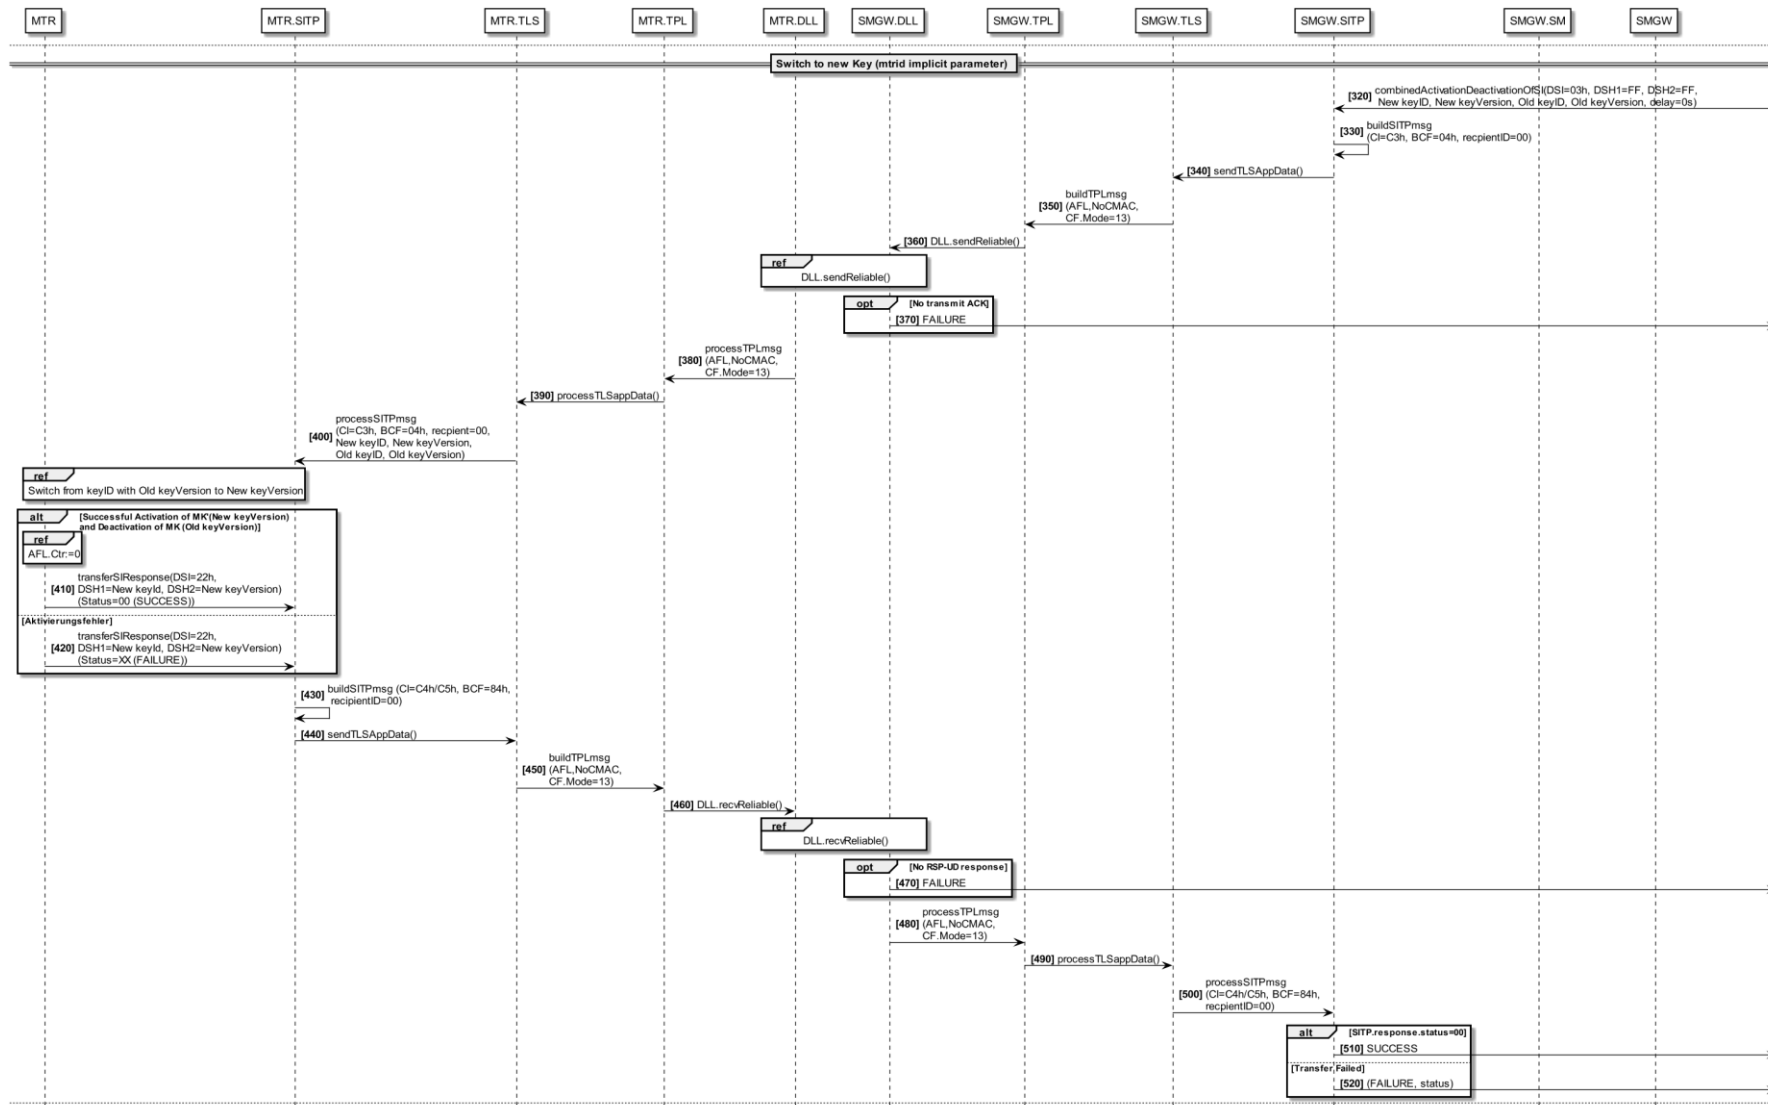 MTR MTR.SITP MTR.TLS MTR.TPL MTR.DLL SMGW.DLL SMGW.TPL SMGW.TLS SMGW.SITP SMGW.SM SMGW
Switch to new Key (mtrid implicit parameter)
[320] combinedActivationDeactivationOfSI(DSI=03h, DSH1=FF, DSH2=FF,
New keyID, New keyVersion, Old keyID, Old keyVersion, delay=0s)
[330] buildSITPmsg
(CI=C3h, BCF=04h, recpientID=00)
[340] sendTLSAppData()
buildTPLmsg
[350] (AFL,NoCMAC,
CF.Mode=13)
[360] DLL.sendReliable()
ref
DLL.sendReliable()
opt [No transmit ACK]
[370] FAILURE
processTPLmsg
[380] (AFL,NoCMAC,
CF.Mode=13)
[390] processTLSappData()
processSITPmsg
[400] (CI=C3h, BCF=04h, recpient=00,
New keyID, New keyVersion,
Old keyID, Old keyVersion)
ref
Switch from keyID with Old keyVersion to New keyVersion
alt [Successful Activation of MK'(New keyVersion)
and Deactivation of MK (Old keyVersion)]
ref
AFL.Ctr:=0
transferSIResponse(DSI=22h,
[410] DSH1=New keyId, DSH2=New keyVersion)
(Status=00 (SUCCESS))
[Aktivierungsfehler]
transferSIResponse(DSI=22h,
[420] DSH1=New keyId, DSH2=New keyVersion)
(Status=XX (FAILURE))
[430] buildSITPmsg (CI=C4h/C5h, BCF=84h,
recipientID=00)
[440] sendTLSAppData()
buildTPLmsg
[450] (AFL,NoCMAC,
CF.Mode=13)
[460] DLL.recvReliable()
ref
DLL.recvReliable()
opt [No RSP-UD response]
[470] FAILURE
processTPLmsg
[480] (AFL,NoCMAC,
CF.Mode=13)
[490] processTLSappData()
processSITPmsg
[500] (CI=C4h/C5h, BCF=84h,
recpientID=00)
alt [SITP.response.status=00]
[510] SUCCESS
[Transfer Failed]
[520] (FAILURE, status)